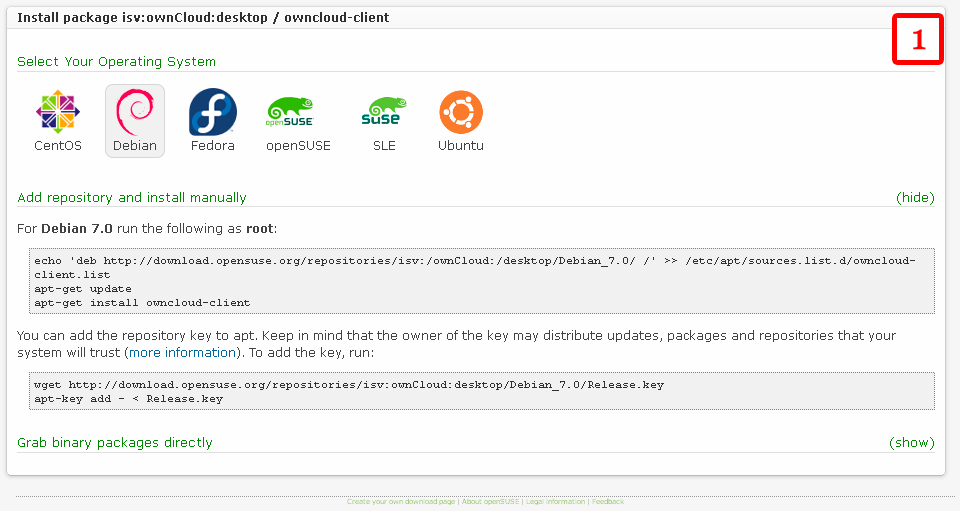 Install package isv:ownCloud:desktop / owncloud-client
1
Select Your Operating System
openSUSE
SUSE
CentOS Debian Fedora openSUSE SLE Ubuntu
Add repository and install manually (hide)
For Debian 7.0 run the following as root:
echo 'deb http://download.opensuse.org/repositories/isv:/ownCloud:/desktop/Debian_7.0/ /' >> /etc/apt/sources.list.d/owncloud-
client.list
apt-get update
apt-get install owncloud-client
You can add the repository key to apt. Keep in mind that the owner of the key may distribute updates, packages and repositories that your
system will trust (more information). To add the key, run:
wget http://download.opensuse.org/repositories/isv:ownCloud:desktop/Debian_7.0/Release.key
apt-key add - < Release.key
Grab binary packages directly (show)
Create your own download page | About openSUSE | Legal information | Feedback